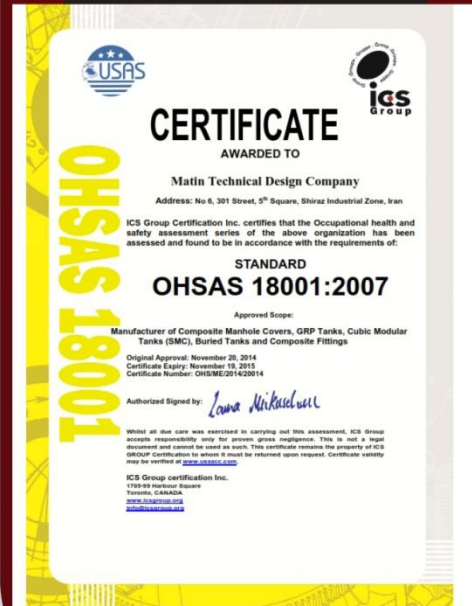 USAS
Group . Group . Group . Group
ics
Group
OHSAS 18001
CERTIFICATE
AWARDED TO
Matin Technical Design Company
Address: No 6, 301 Street, 5th Square, Shiraz Industrial Zone, Iran
ICS Group Certification Inc. certifies that the Occupational health and
safety assessment series of the above organization has been
assessed and found to be in accordance with the requirements of:
STANDARD
OHSAS 18001:2007
Approved Scope:
Manufacturer of Composite Manhole Covers, GRP Tanks, Cubic Modular
Tanks (SMC), Buried Tanks and Composite Fittings
Original Approval: November 20, 2014
Certificate Expiry: November 19, 2015
Certificate Number: OHS/ME/2014/20014
Authorized Signed by:
Whilst all due care was exercised in carrying out this assessment, ICS Group
accepts responsibility only for proven gross negligence. This is not a legal
document and cannot be used as such. This certificate remains the property of ICS
GROUP Certification to whom it must be returned upon request. Certificate validity
may be verified at www.usascc.com.
ICS Group certification Inc.
1705-99 Harbour Square
Toronto, CANADA
www.icsgroup.org
info@icsgroup.org